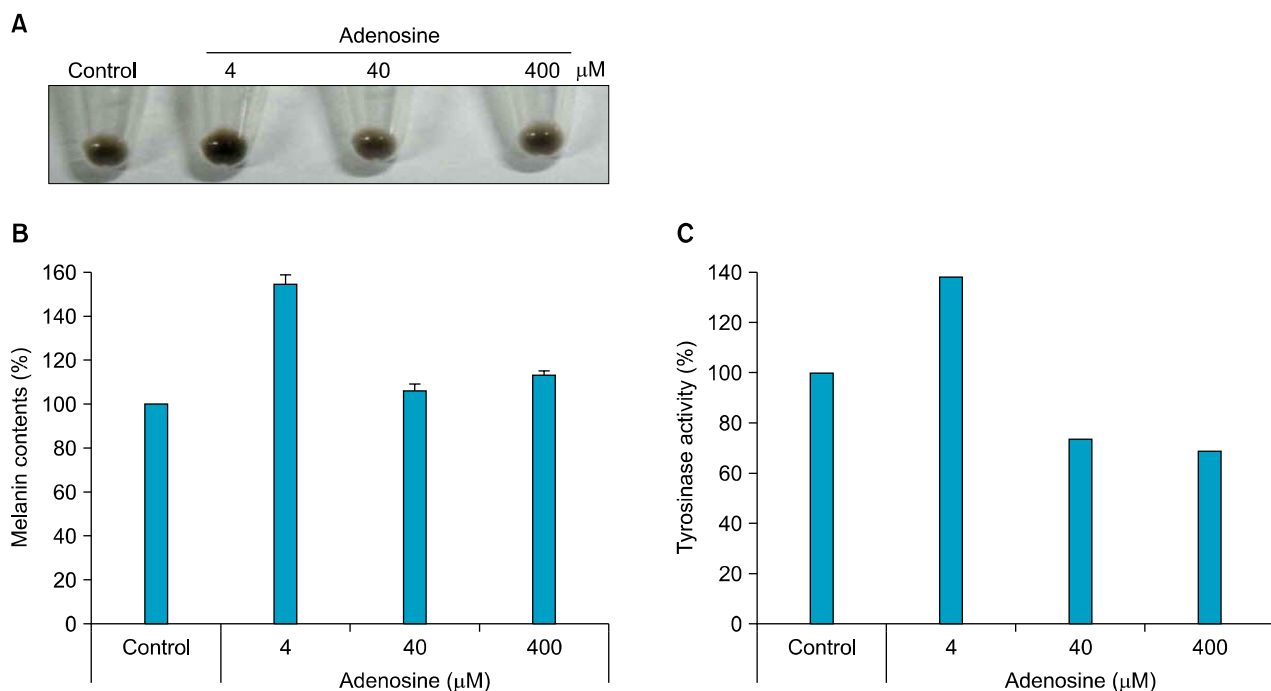 A
Adenosine
Control 4 40 400 μM
B
Melanin contents (%)
160
140
120
100
80
60
40
20
0
Control 4 40 400
Adenosine (μM)
C
Tyrosinase activity (%)
140
120
100
80
60
40
20
0
Control 4 40 400
Adenosine (μM)